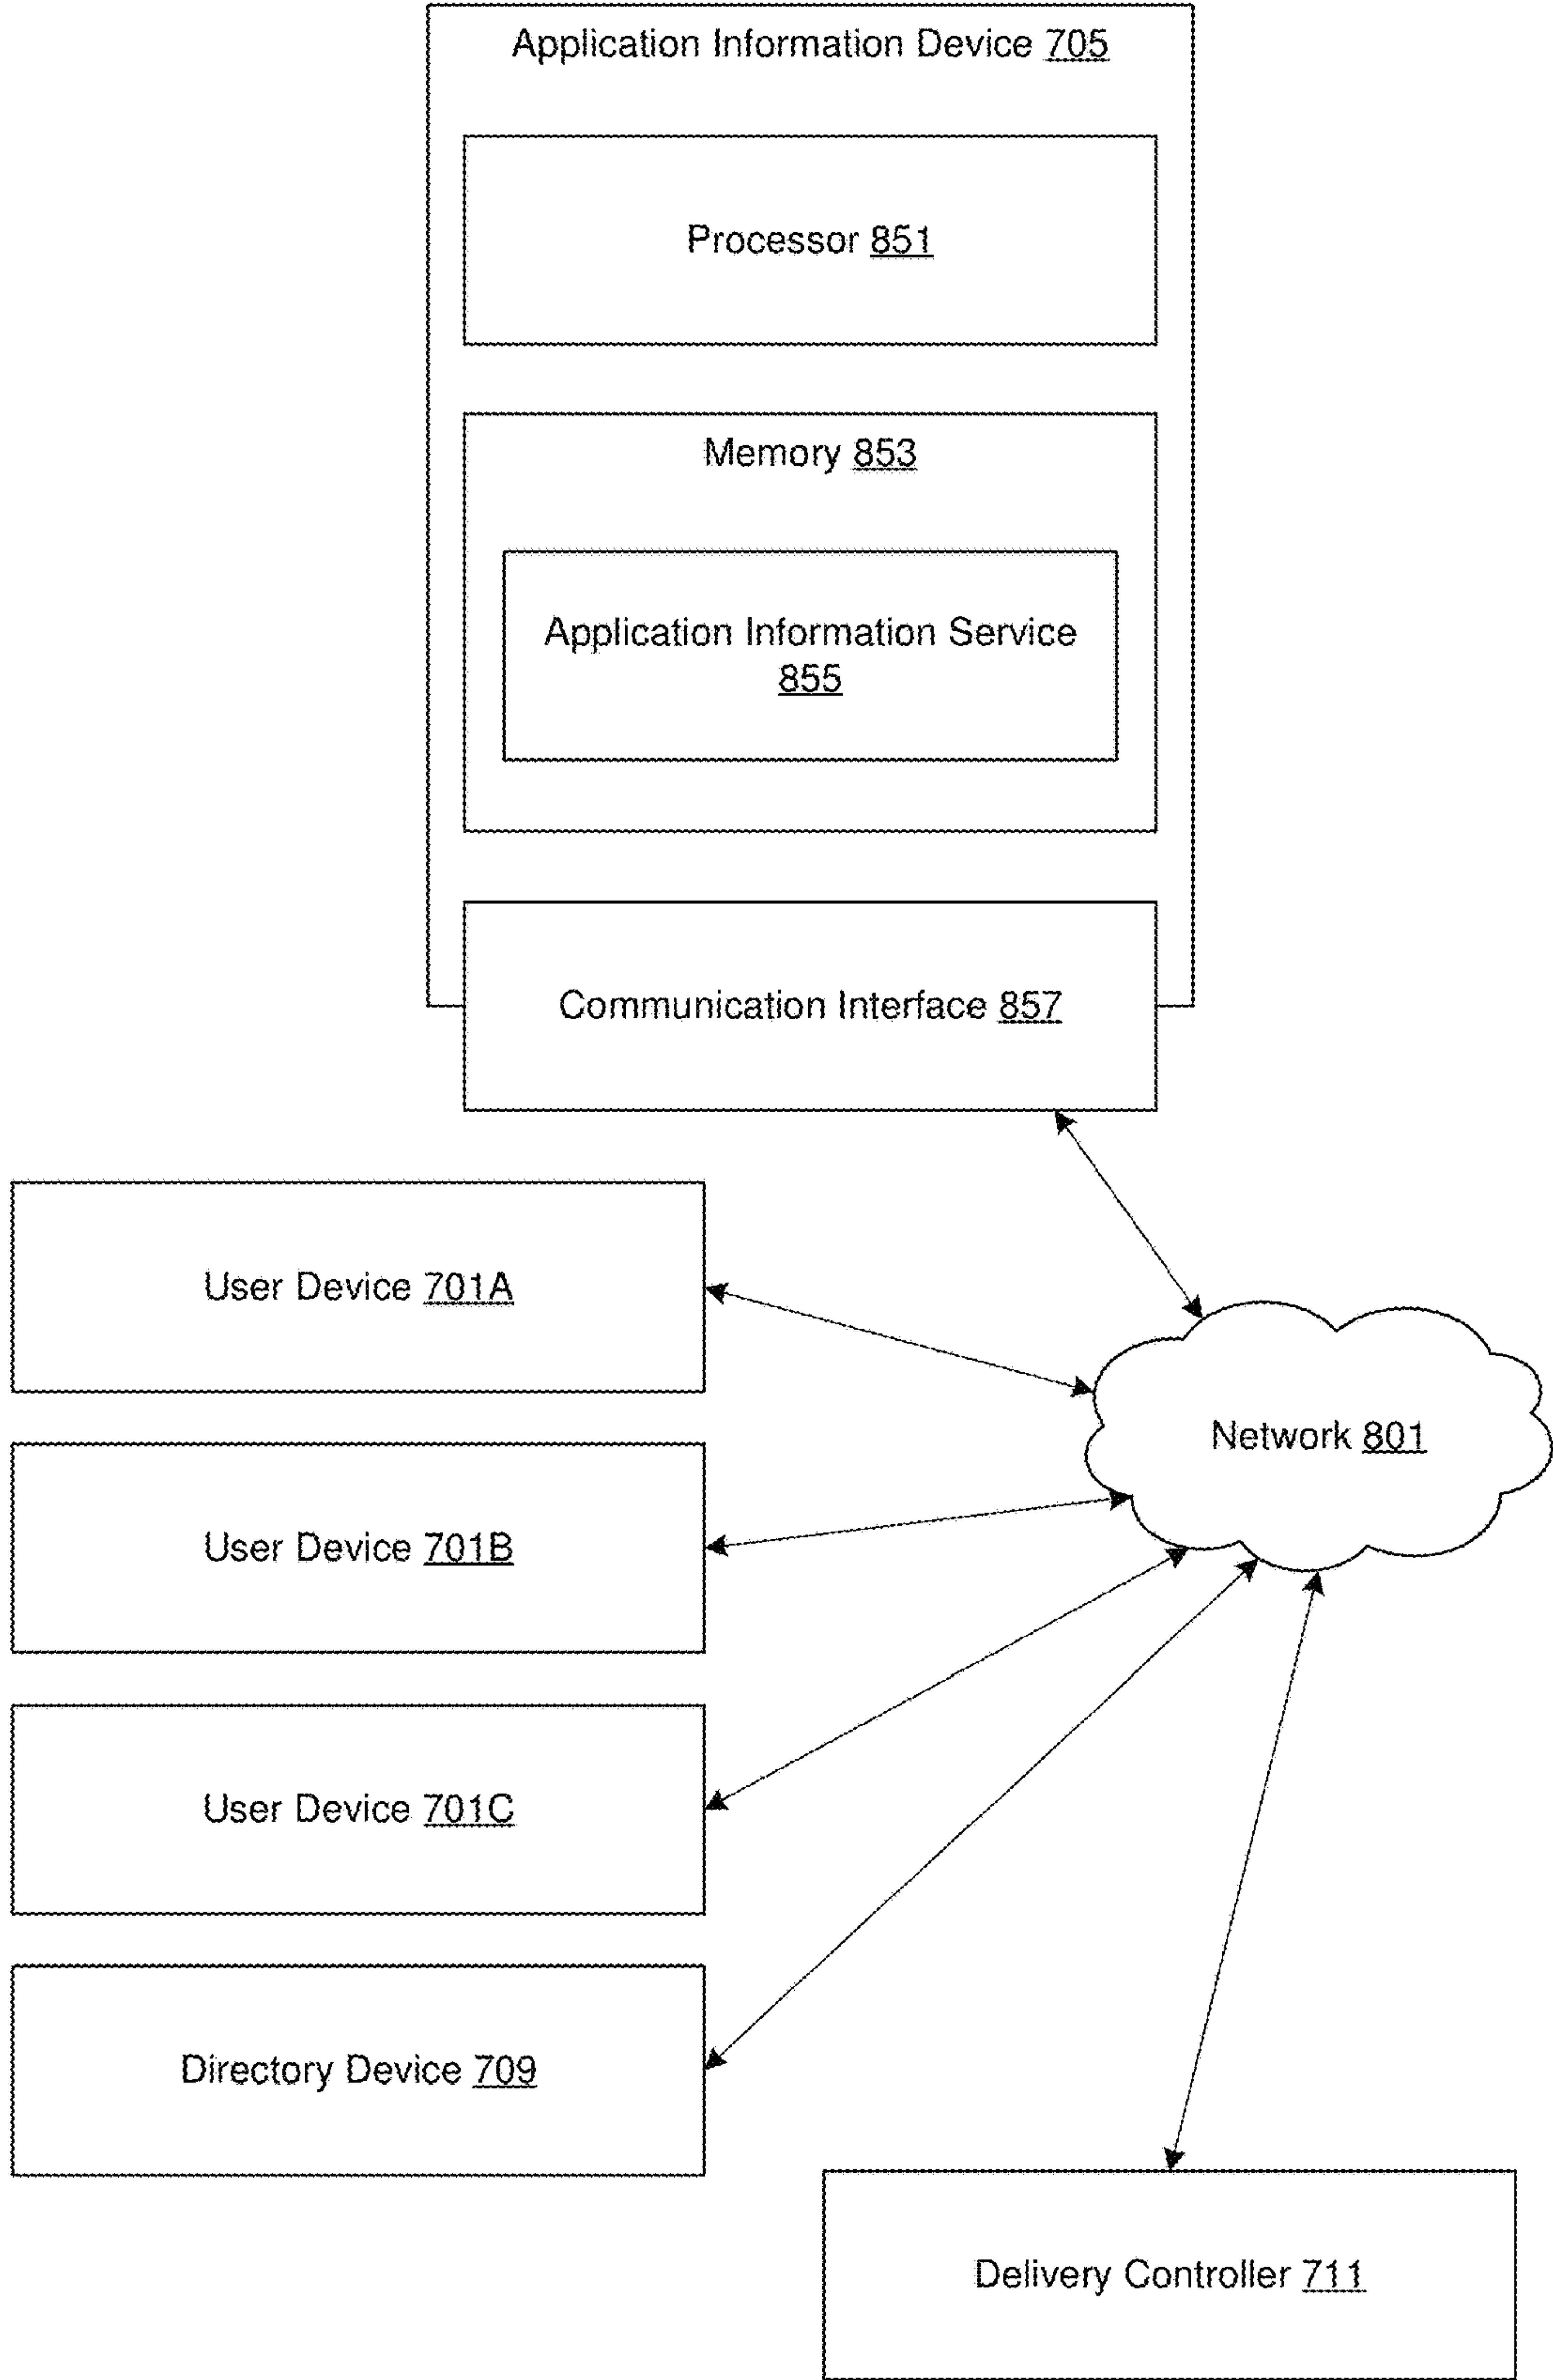 Application Information Device 705
Processor 851
Memory 853
Application Information Service
855
Communication Interface 857
User Device 701A
Network 801
User Device 701B
User Device 701C
Directory Device 709
Delivery Controller 711